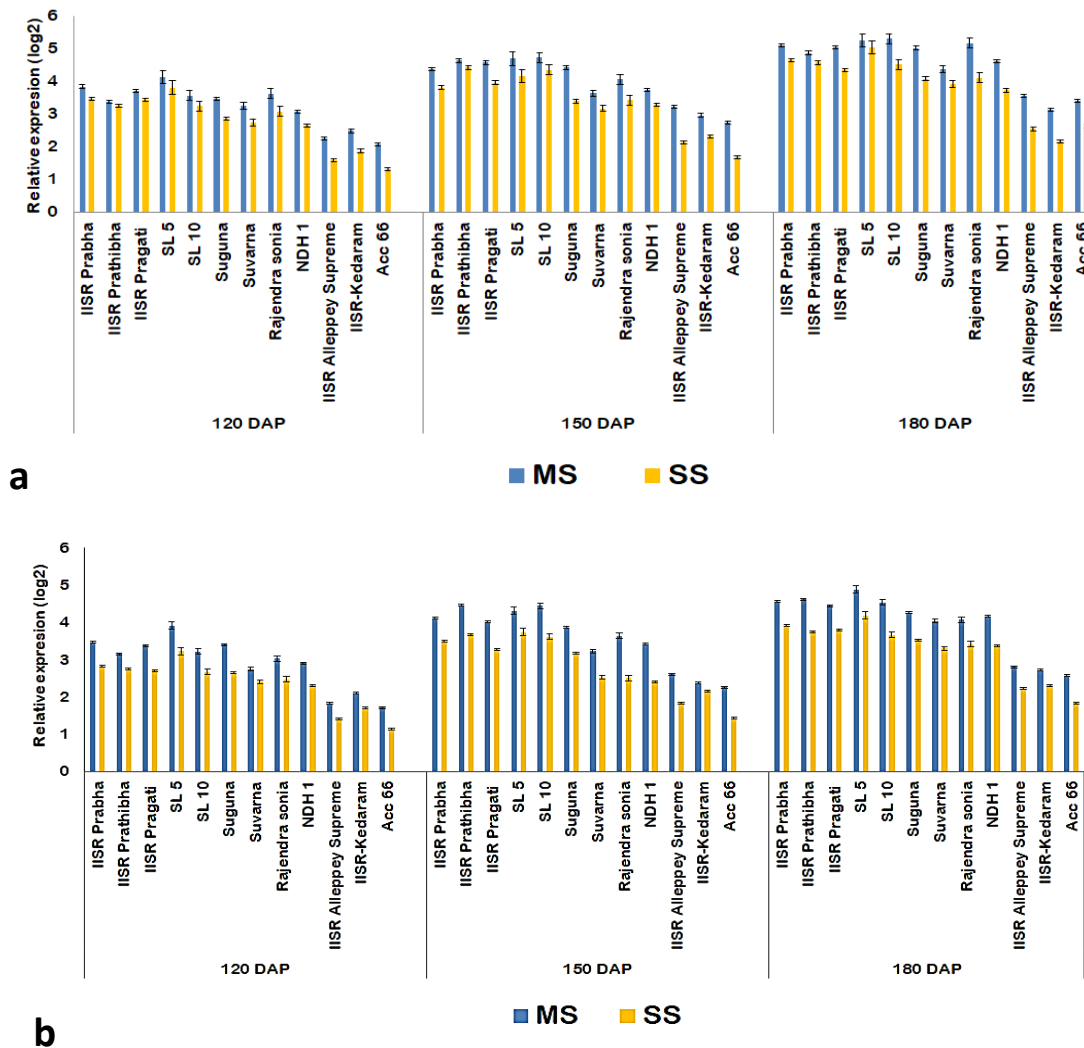 Relative expresion (log2)
6
5
4
3
2
1
0
IISR Prabha
IISR Prathibha
IISR Pragati
SL 5
SL 10
Suguna
Suvarna
Rajendra sonia
NDH 1
IISR Alleppey Supreme
IISR-Kedaram
Acc 66
IISR Prabha
IISR Prathibha
IISR Pragati
SL 5
SL 10
Suguna
Suvarna
Rajendra sonia
NDH 1
IISR Alleppey Supreme
IISR-Kedaram
Acc 66
IISR Prabha
IISR Prathibha
IISR Pragati
SL 5
SL 10
Suguna
Suvarna
Rajendra sonia
NDH 1
IISR Alleppey Supreme
IISR-Kedaram
Acc 66
120 DAP
150 DAP
180 DAP
a
MS
SS
Relative expresion (log2)
6
5
4
3
2
1
0
IISR Prabha
IISR Prathibha
IISR Pragati
SL 5
SL 10
Suguna
Suvarna
Rajendra sonia
NDH 1
IISR Alleppey Supreme
IISR-Kedaram
Acc 66
IISR Prabha
IISR Prathibha
IISR Pragati
SL 5
SL 10
Suguna
Suvarna
Rajendra sonia
NDH 1
IISR Alleppey Supreme
IISR-Kedaram
Acc 66
IISR Prabha
IISR Prathibha
IISR Pragati
SL 5
SL 10
Suguna
Suvarna
Rajendra sonia
NDH 1
IISR Alleppey Supreme
IISR-Kedaram
Acc 66
120 DAP
150 DAP
180 DAP
MS
SS
b